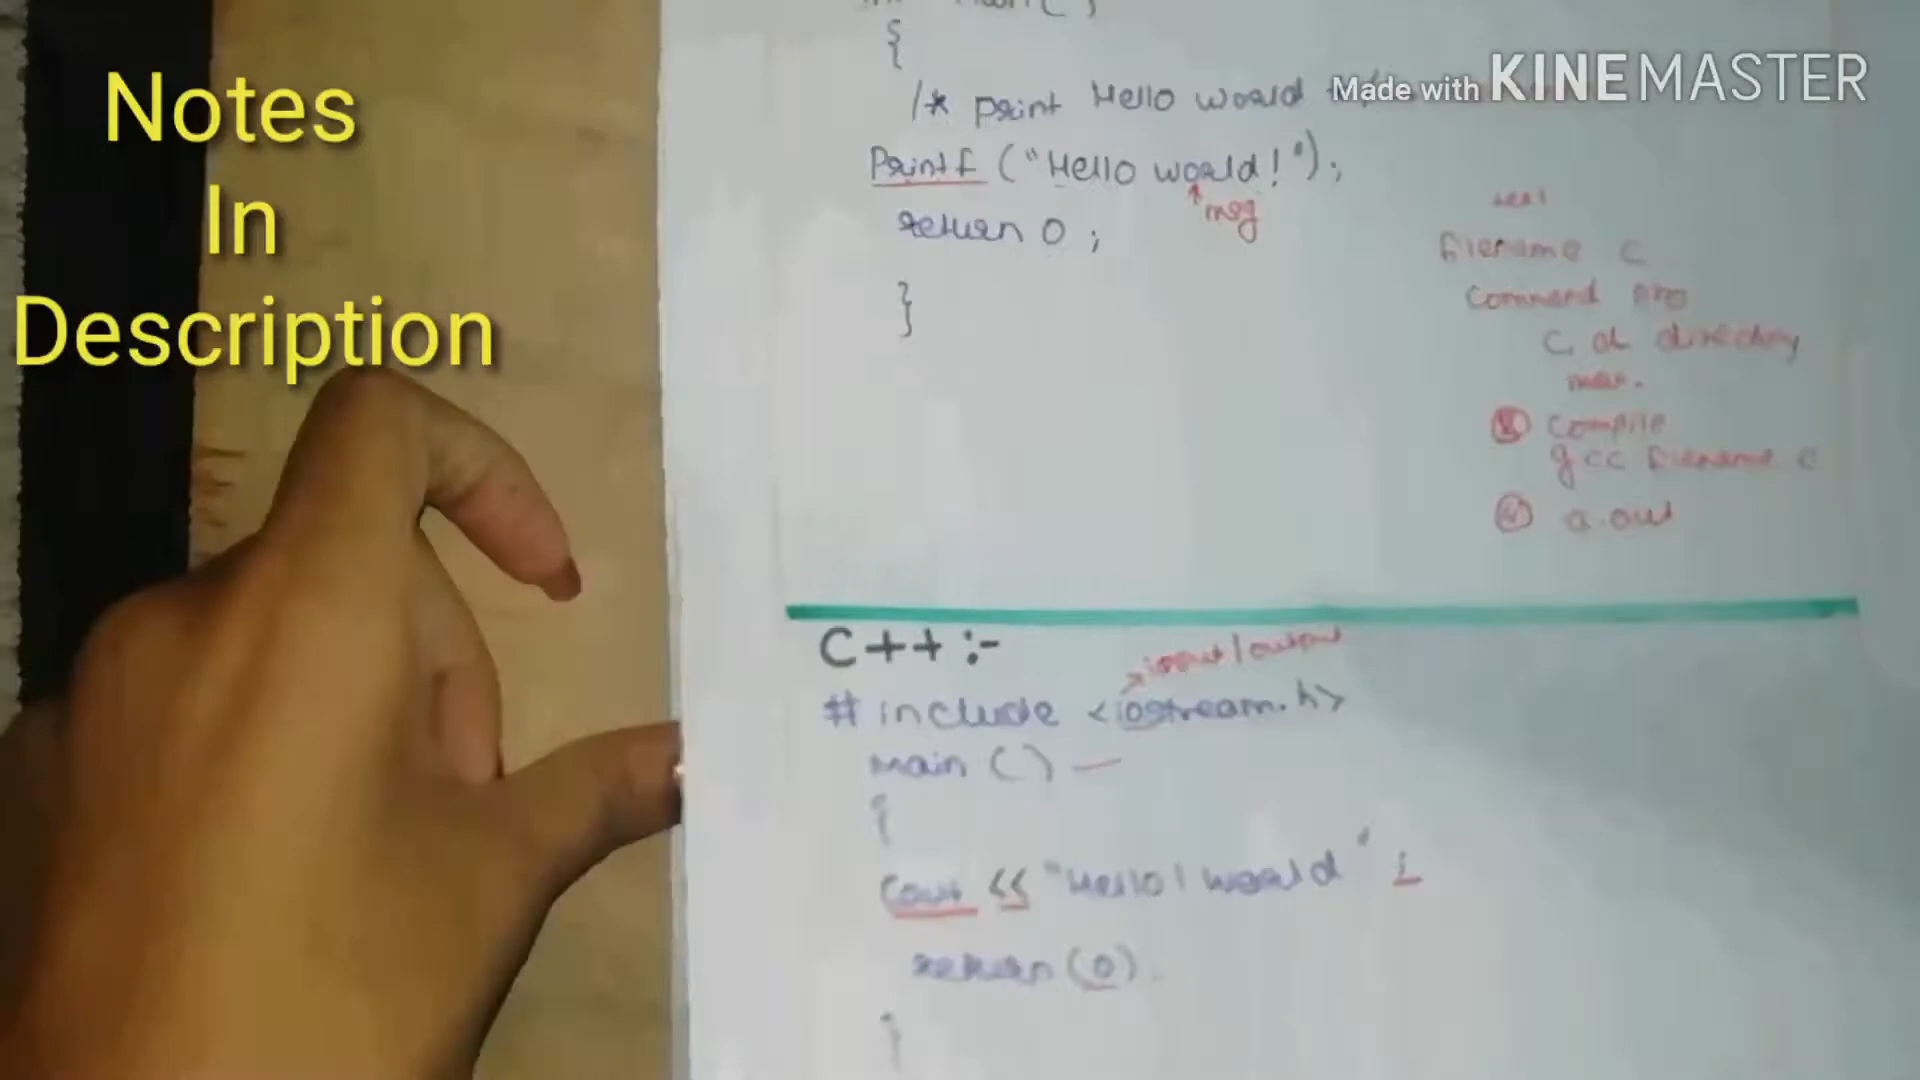 Notes
In
Description
Made with KINEMASTER
{
/* print Hello world
Printf ("Hello world!");
msg
return 0 ;
}
filename C
Command
C d directory
compile
gcc filename c
a.out
C++ :-
input/output
# include <iostream.h>
main ()
{
Cout << "Hello! world" ;
return (0)
}